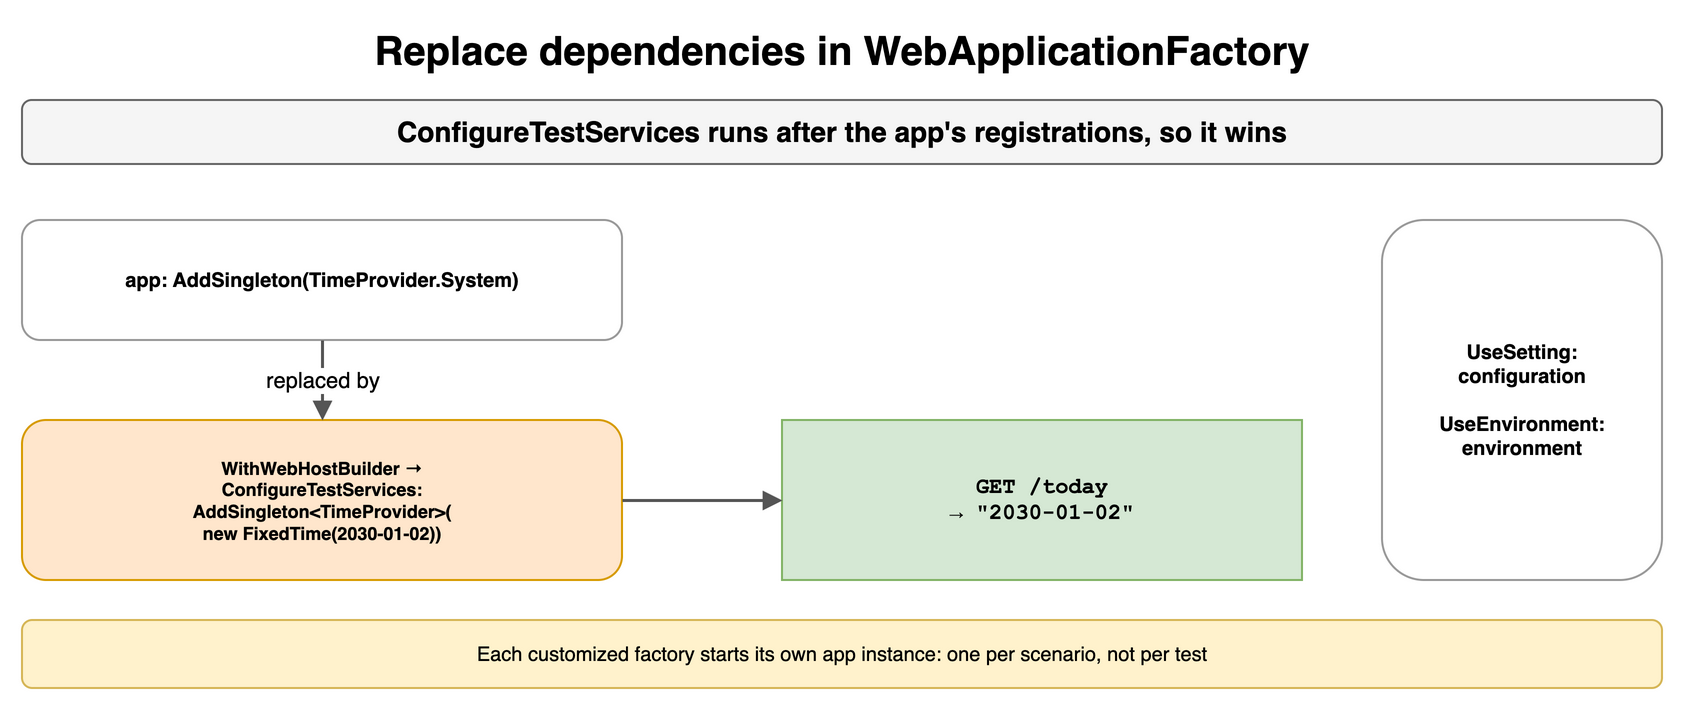 Replace dependencies in WebApplicationFactory
ConfigureTestServices runs after the app's registrations, so it wins
app: AddSingleton(TimeProvider.System)
replaced by
WithWebHostBuilder →
ConfigureTestServices:
AddSingleton<TimeProvider>(
new FixedTime(2030-01-02))
GET /today
→ "2030-01-02"
UseSetting:
configuration
UseEnvironment:
environment
Each customized factory starts its own app instance: one per scenario, not per test